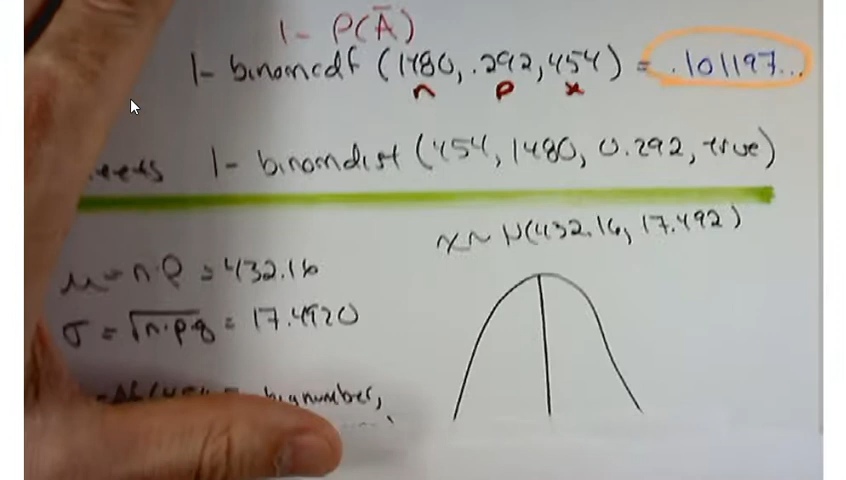 1- P(Ā)
1- binomcdf (1480, .292, 454) = .101197...
n p x
1- binomdist (454, 1480, 0.292, true)
X~ N(432.16, 17.492)
μ = n·p = 432.16
σ = √n·p·q = 17.4920
big number,